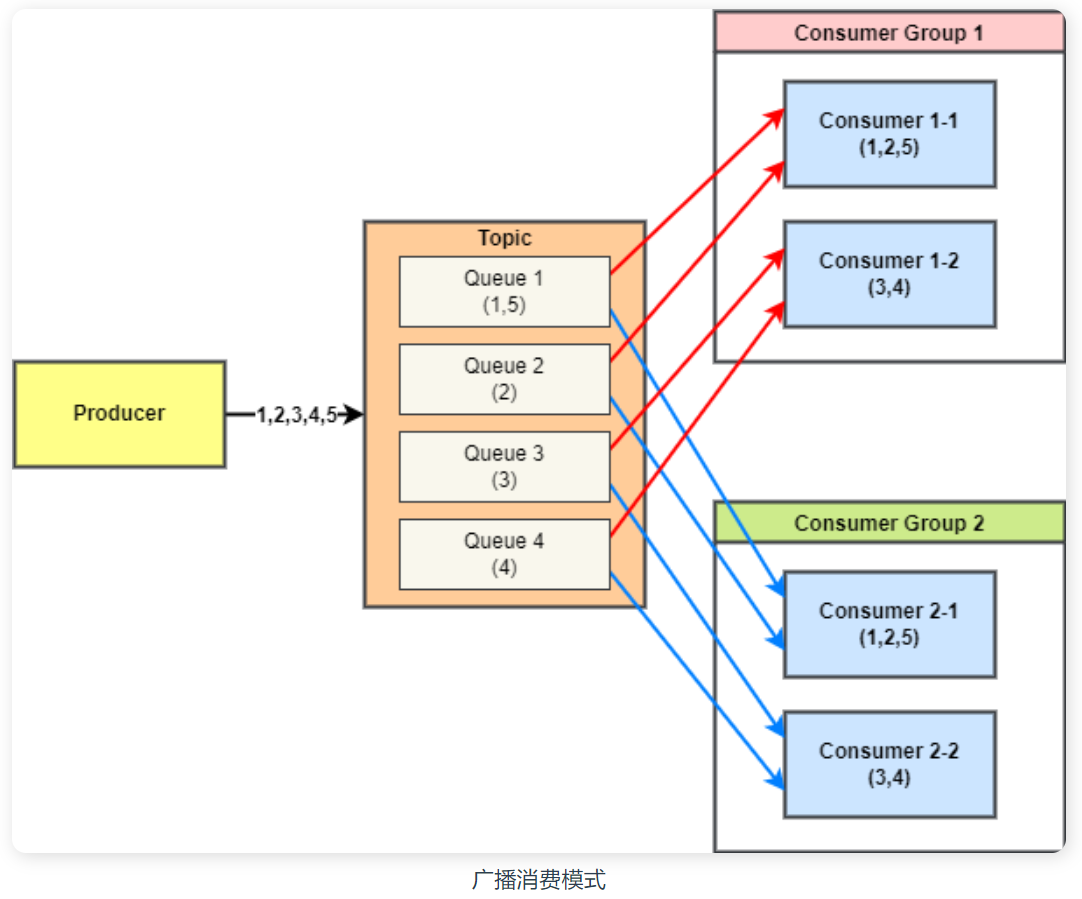 Producer
1,2,3,4,5
Topic
Queue 1
(1,5)
Queue 2
(2)
Queue 3
(3)
Queue 4
(4)
Consumer Group 1
Consumer 1-1
(1,2,5)
Consumer 1-2
(3,4)
Consumer Group 2
Consumer 2-1
(1,2,5)
Consumer 2-2
(3,4)
广播消费模式